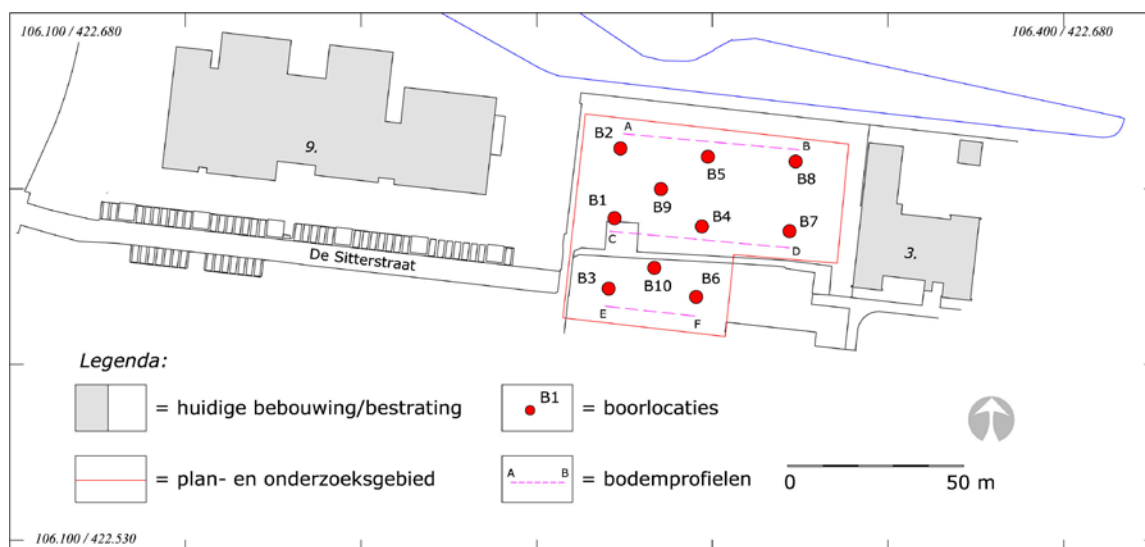 106.100 / 422.680
106.400 / 422.680
A
B2
B
9.
B5
B8
B9
B1
B4
B7
C
D
De Sitterstraat
3.
B3
B10
B6
E
F
Legenda:
= huidige bebouwing/bestrating
B1
= boorlocaties
= plan- en onderzoeksgebied
A B
= bodemprofielen
0 50 m
106.100 / 422.530